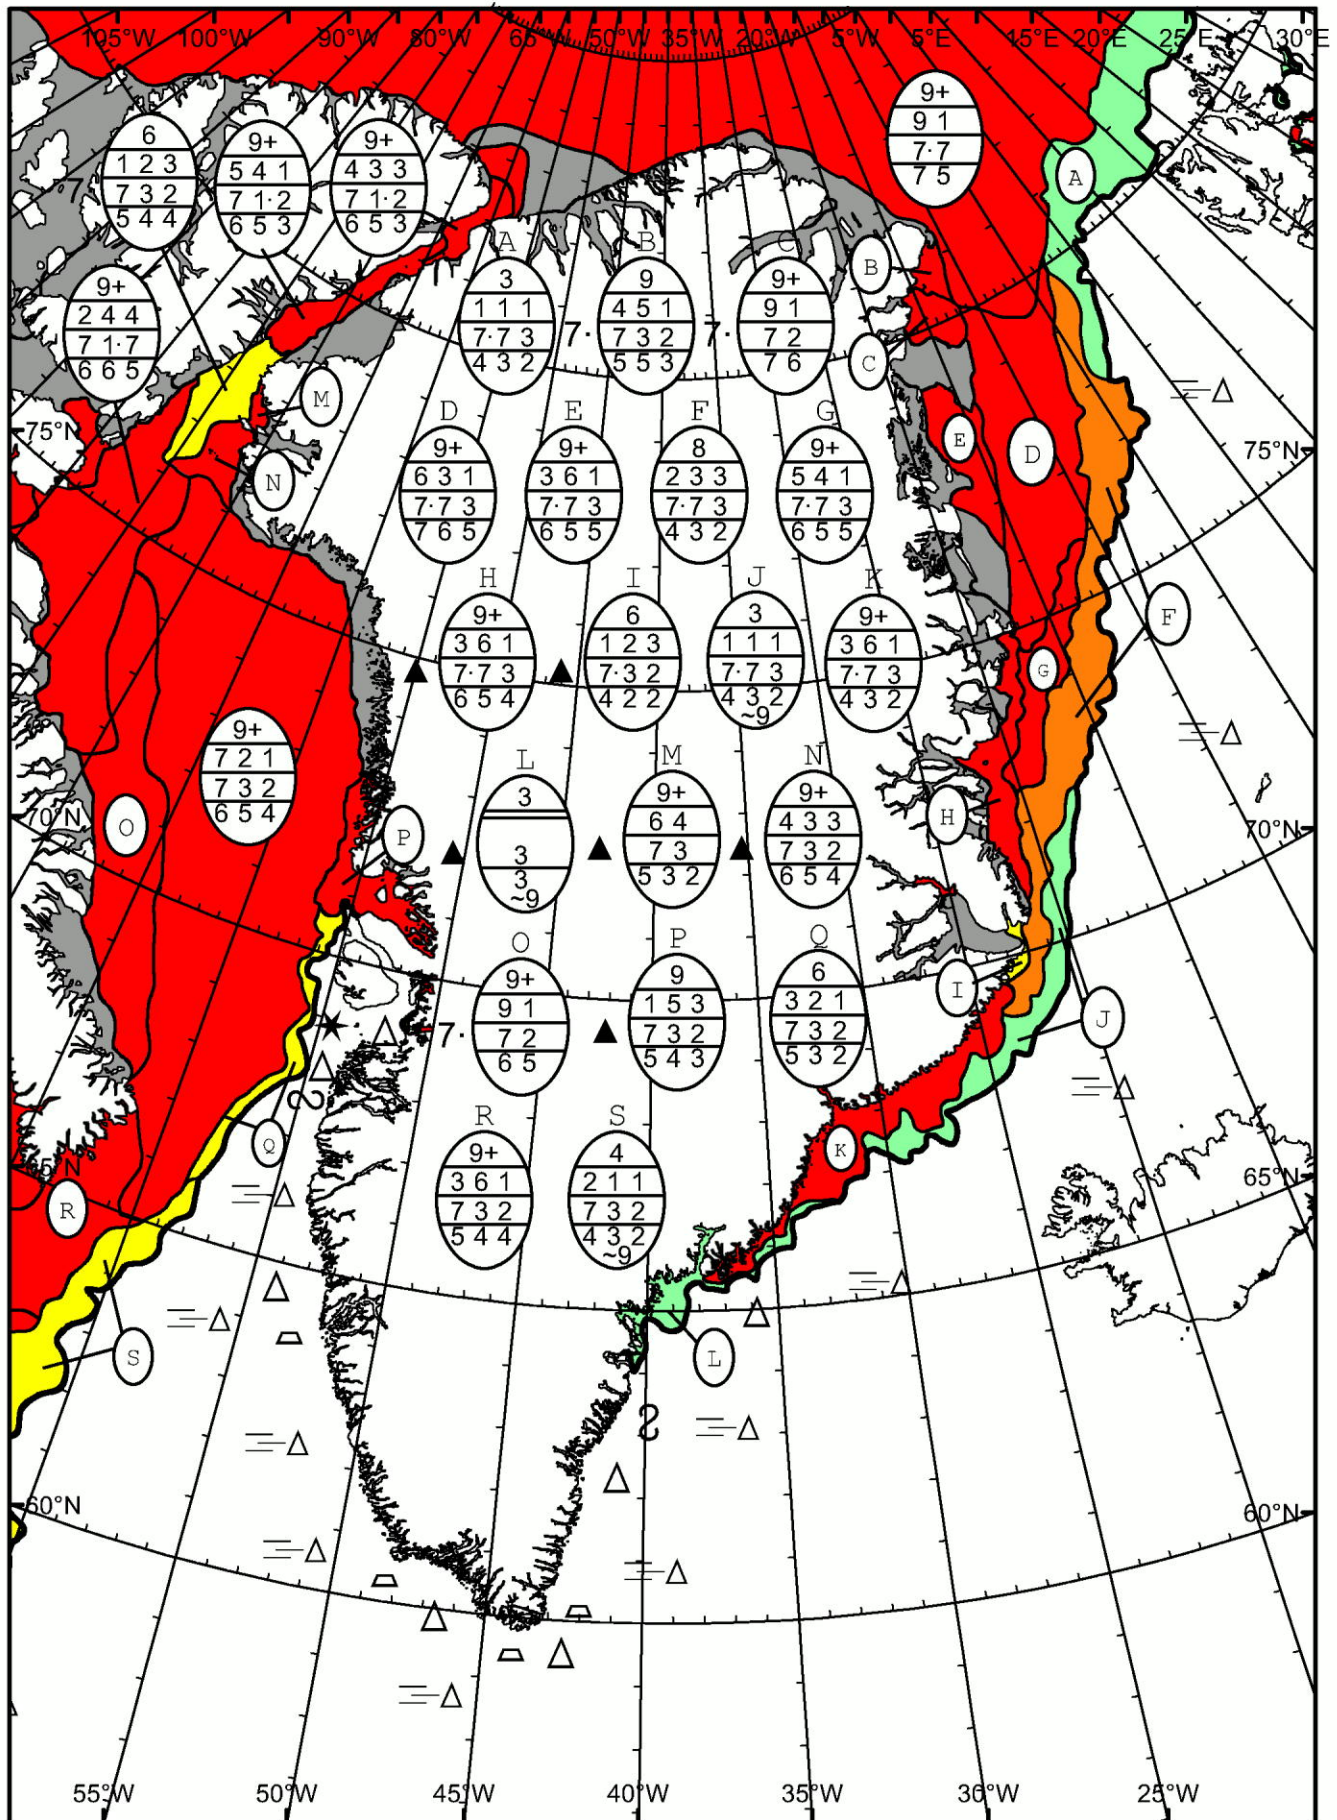 105°W 100°W 90°W 80°W 65°W 50°W 35°W 20°W 5°W 5°E 15°E 20°E 25°E 30°E
9+
9 1
7·7
7 5
6
1 2 3
7 7 3 2
5 4 4
9+
5 4 1
7 1·2
6 5 3
9+
4 3 3
7 1·2
6 5 3
A
B
9+
2 4 4
7 1·7
6 6 5
A
3
1 1 1
7·7 3
4 3 2
B
9
4 5 1
7· 7 3 2
5 5 3
C
9+
9 1
7· 7 2
7 6
C
M
75°N
75°N
N
D
9+
6 3 1
7·7 3
7 6 5
E
9+
3 6 1
7·7 3
6 5 5
F
8
2 3 3
7·7 3
4 3 2
G
9+
5 4 1
7·7 3
6 5 5
E
D
F
H
9+
3 6 1
7·7 3
6 5 4
I
6
1 2 3
7·3 2
4 2 2
J
3
1 1 1
7·7 3
4 3 2
~9
K
9+
3 6 1
7·7 3
4 3 2
G
9+
7 2 1
7 3 2
6 5 4
70°N
70°N
O
P
L
3
3
3
~9
M
9+
6 4
7 3
5 3 2
N
9+
4 3 3
7 3 2
6 5 4
H
O
9+
9 1
7· 7 2
6 5
P
9
1 5 3
7 3 2
5 4 3
Q
6
3 2 1
7 3 2
5 3 2
I
J
Q
K
65°N
65°N
R
R
9+
3 6 1
7 3 2
5 4 4
S
4
2 1 1
7 3 2
4 3 2
~9
S
L
60°N
60°N
55°W 50°W 45°W 40°W 35°W 30°W 25°W